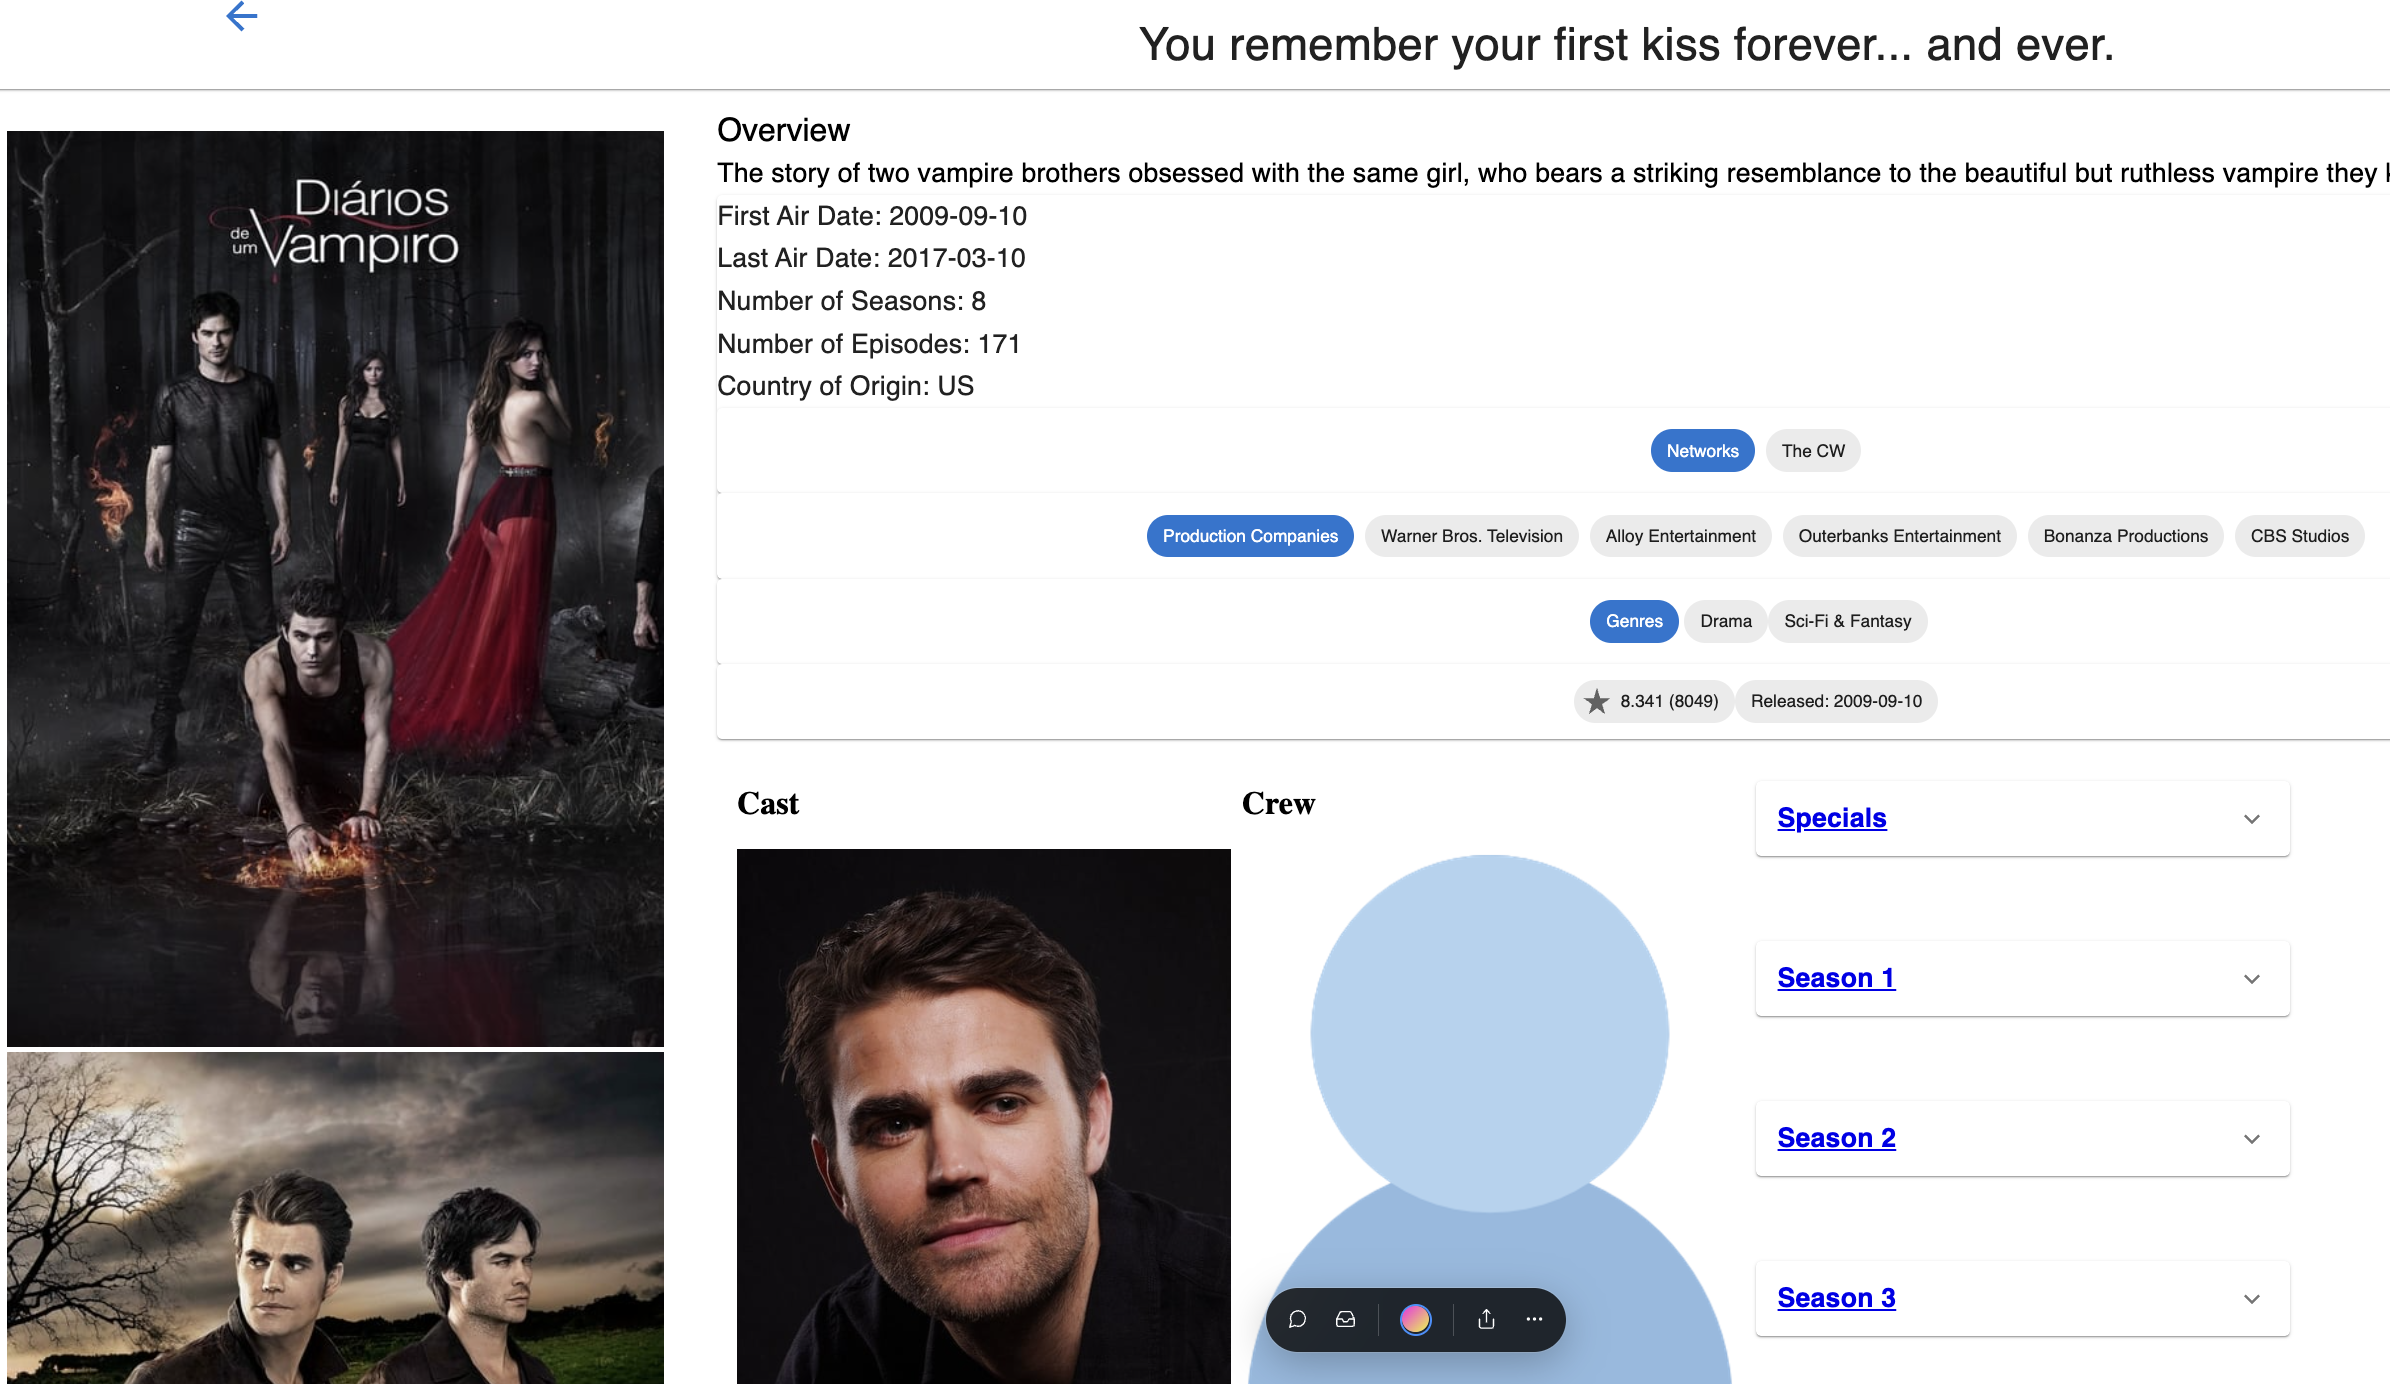 You remember your first kiss forever... and ever.
Diários
de um Vampiro
Overview
The story of two vampire brothers obsessed with the same girl, who bears a striking resemblance to the beautiful but ruthless vampire they
First Air Date: 2009-09-10
Last Air Date: 2017-03-10
Number of Seasons: 8
Number of Episodes: 171
Country of Origin: US
Networks The CW
Production Companies Warner Bros. Television Alloy Entertainment Outerbanks Entertainment Bonanza Productions CBS Studios
Genres Drama Sci-Fi & Fantasy
8.341 (8049) Released: 2009-09-10
Cast
Crew
Specials
Season 1
Season 2
Season 3